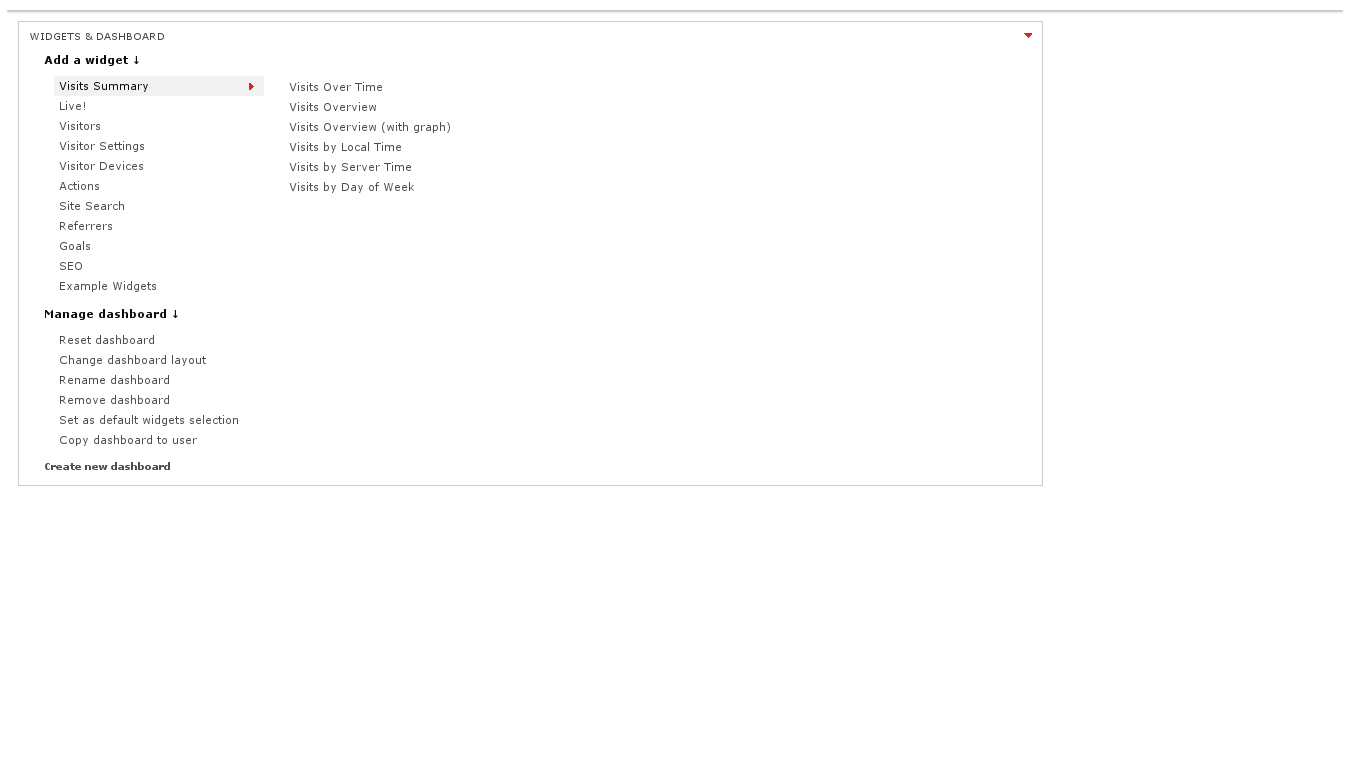 WIDGETS & DASHBOARD
Add a widget ↓
Visits Summary
Live!
Visitors
Visitor Settings
Visitor Devices
Actions
Site Search
Referrers
Goals
SEO
Example Widgets
Visits Over Time
Visits Overview
Visits Overview (with graph)
Visits by Local Time
Visits by Server Time
Visits by Day of Week
Manage dashboard ↓
Reset dashboard
Change dashboard layout
Rename dashboard
Remove dashboard
Set as default widgets selection
Copy dashboard to user
Create new dashboard